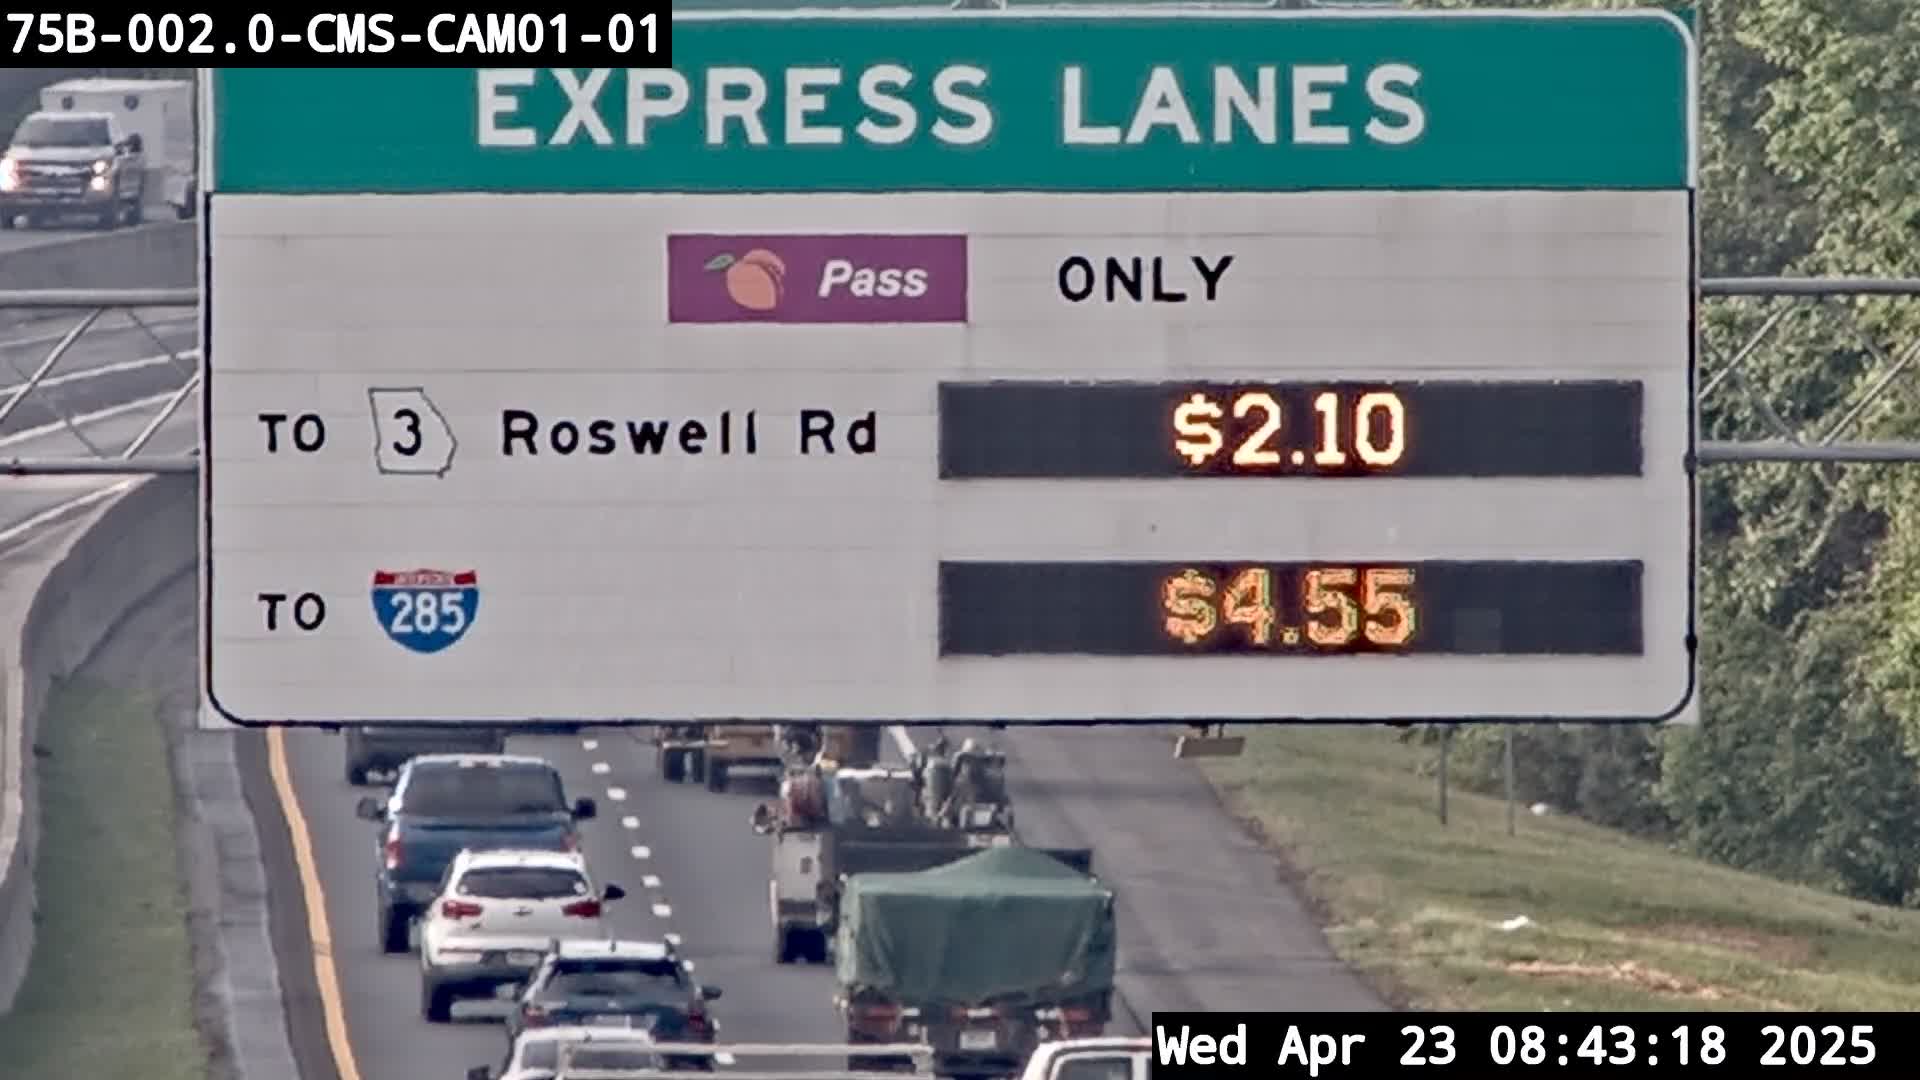 75B-002.0-CMS-CAM01-01
EXPRESS LANES
Pass ONLY
TO 3 Roswell Rd $2.10
TO INTERSTATE 285 $4.55
Wed Apr 23 08:43:18 2025